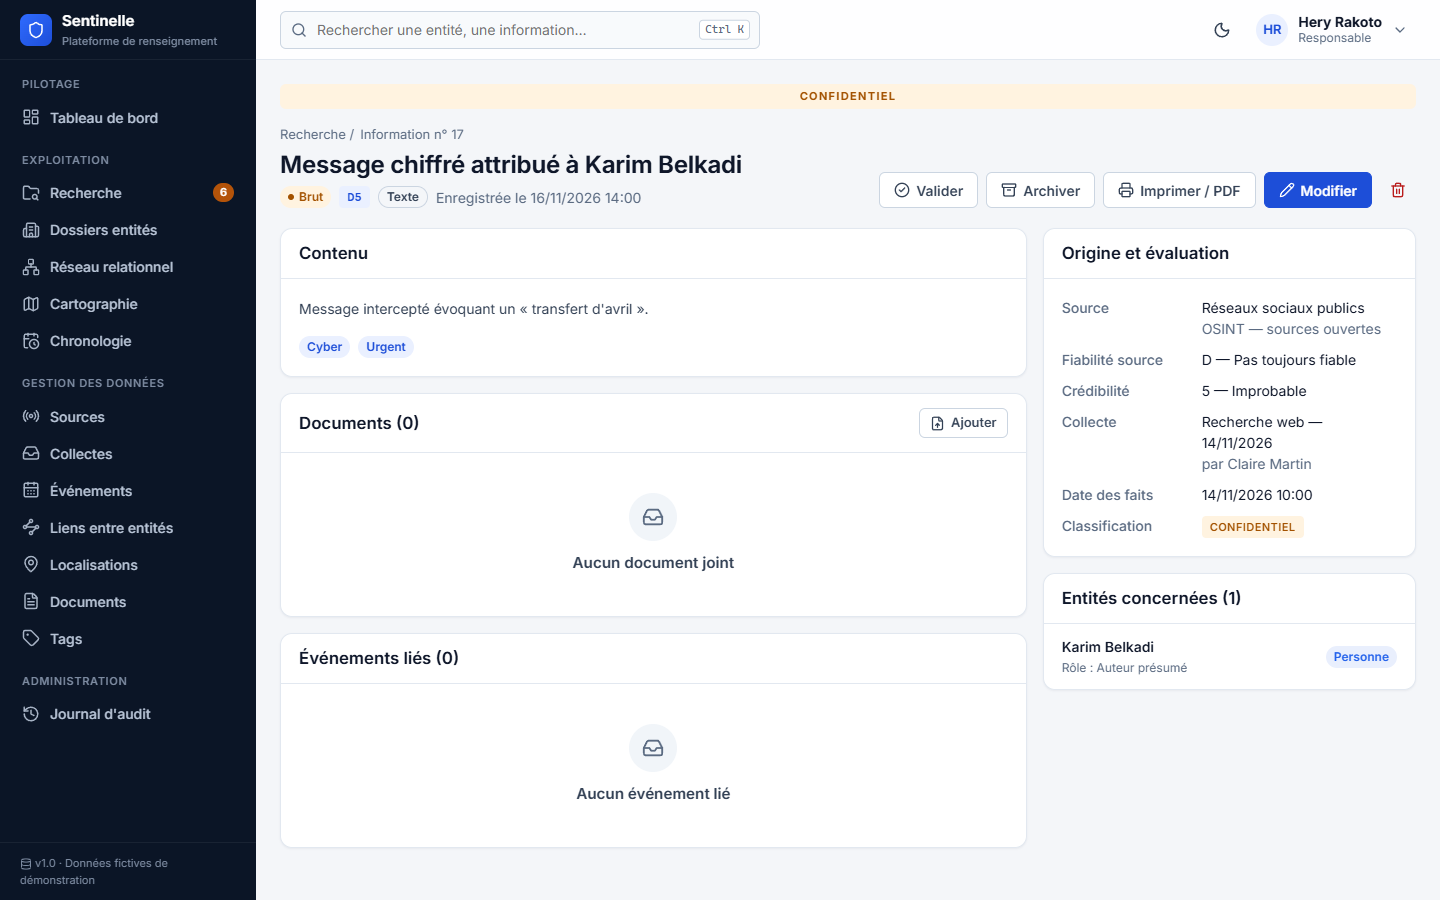 Sentinelle
Plateforme de renseignement
PILOTAGE
Tableau de bord
EXPLOITATION
Recherche 6
Dossiers entités
Réseau relationnel
Cartographie
Chronologie
GESTION DES DONNÉES
Sources
Collectes
Événements
Liens entre entités
Localisations
Documents
Tags
ADMINISTRATION
Journal d'audit
v1.0 · Données fictives de
démonstration
Rechercher une entité, une information... Ctrl K
HR
Hery Rakoto
Responsable
CONFIDENTIEL
Recherche / Information n° 17
Message chiffré attribué à Karim Belkadi
Brut D5 Texte Enregistrée le 16/11/2026 14:00
Valider Archiver Imprimer / PDF Modifier
Contenu
Message intercepté évoquant un « transfert d'avril ».
Cyber Urgent
Documents (0) Ajouter
Aucun document joint
Événements liés (0)
Aucun événement lié
Origine et évaluation
Source Réseaux sociaux publics
OSINT — sources ouvertes
Fiabilité source D — Pas toujours fiable
Crédibilité 5 — Improbable
Collecte Recherche web —
14/11/2026
par Claire Martin
Date des faits 14/11/2026 10:00
Classification CONFIDENTIEL
Entités concernées (1)
Karim Belkadi Personne
Rôle : Auteur présumé